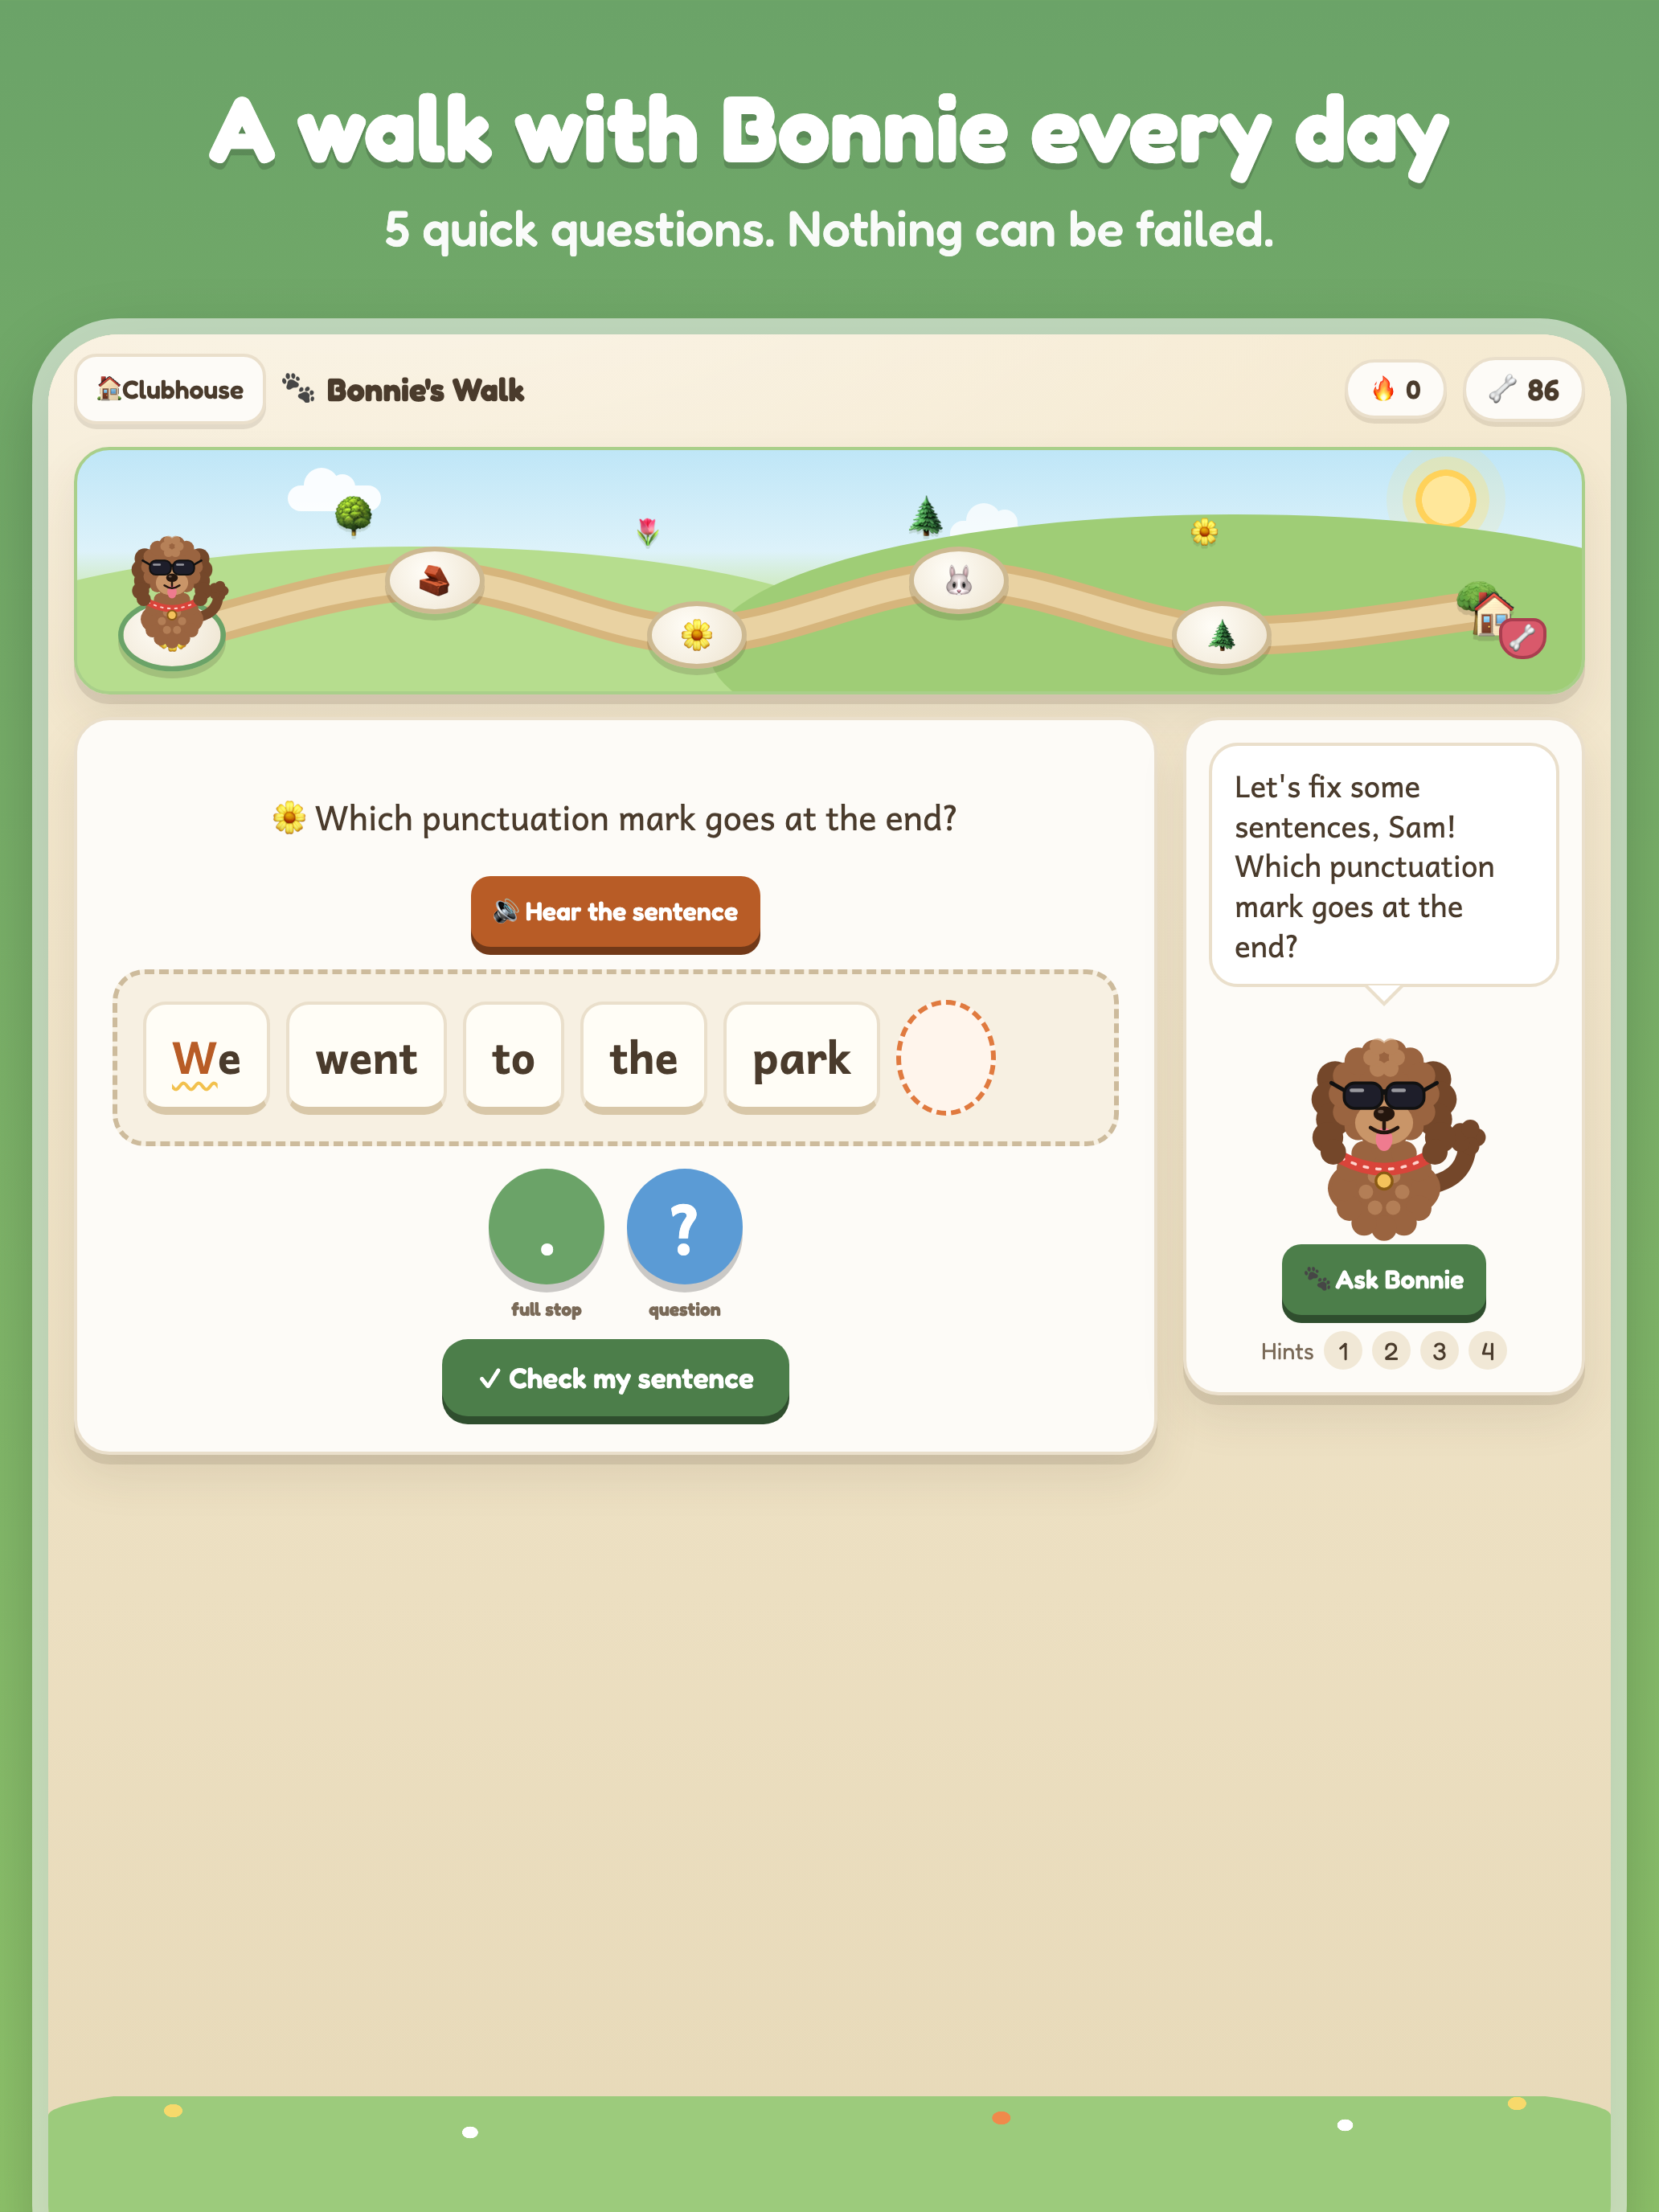 A walk with Bonnie every day
5 quick questions. Nothing can be failed.
Clubhouse
Bonnie's Walk
0
86
Which punctuation mark goes at the end?
Hear the sentence
We went to the park
.
?
full stop
question
✓ Check my sentence
Let's fix some
sentences, Sam!
Which punctuation
mark goes at the
end?
Ask Bonnie
Hints 1 2 3 4